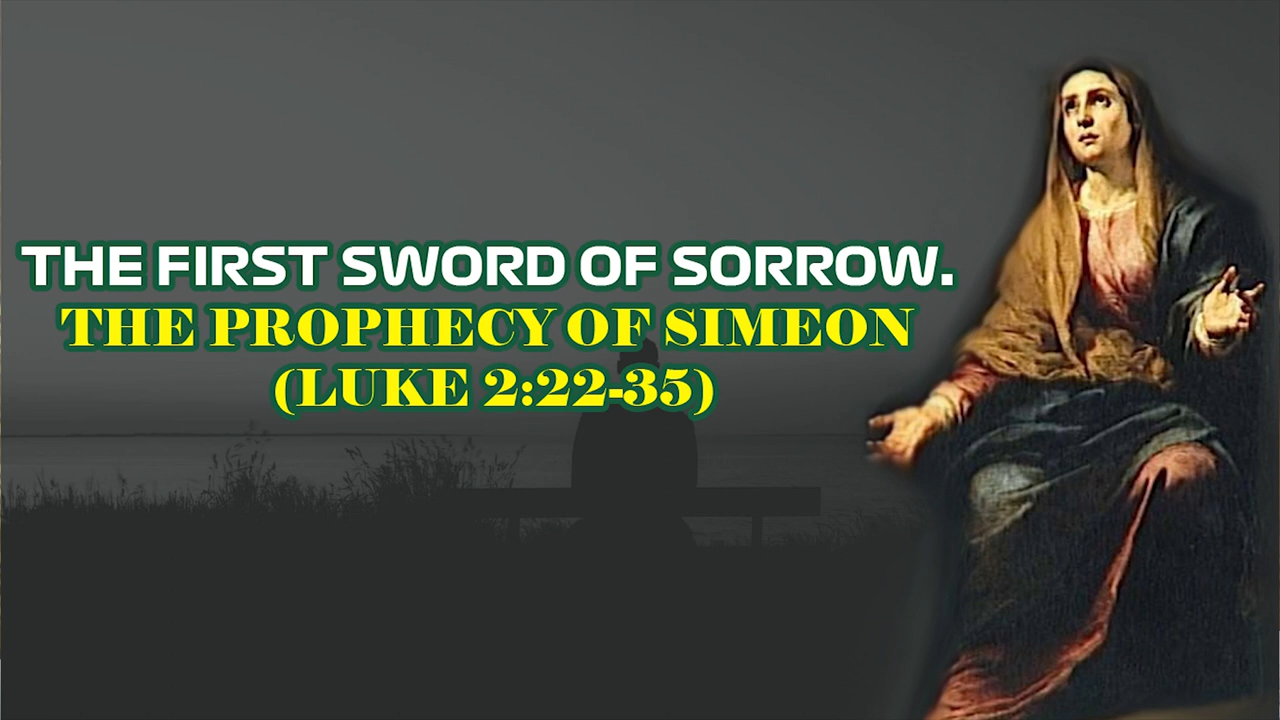 THE FIRST SWORD OF SORROW.
THE PROPHECY OF SIMEON
(LUKE 2:22-35)